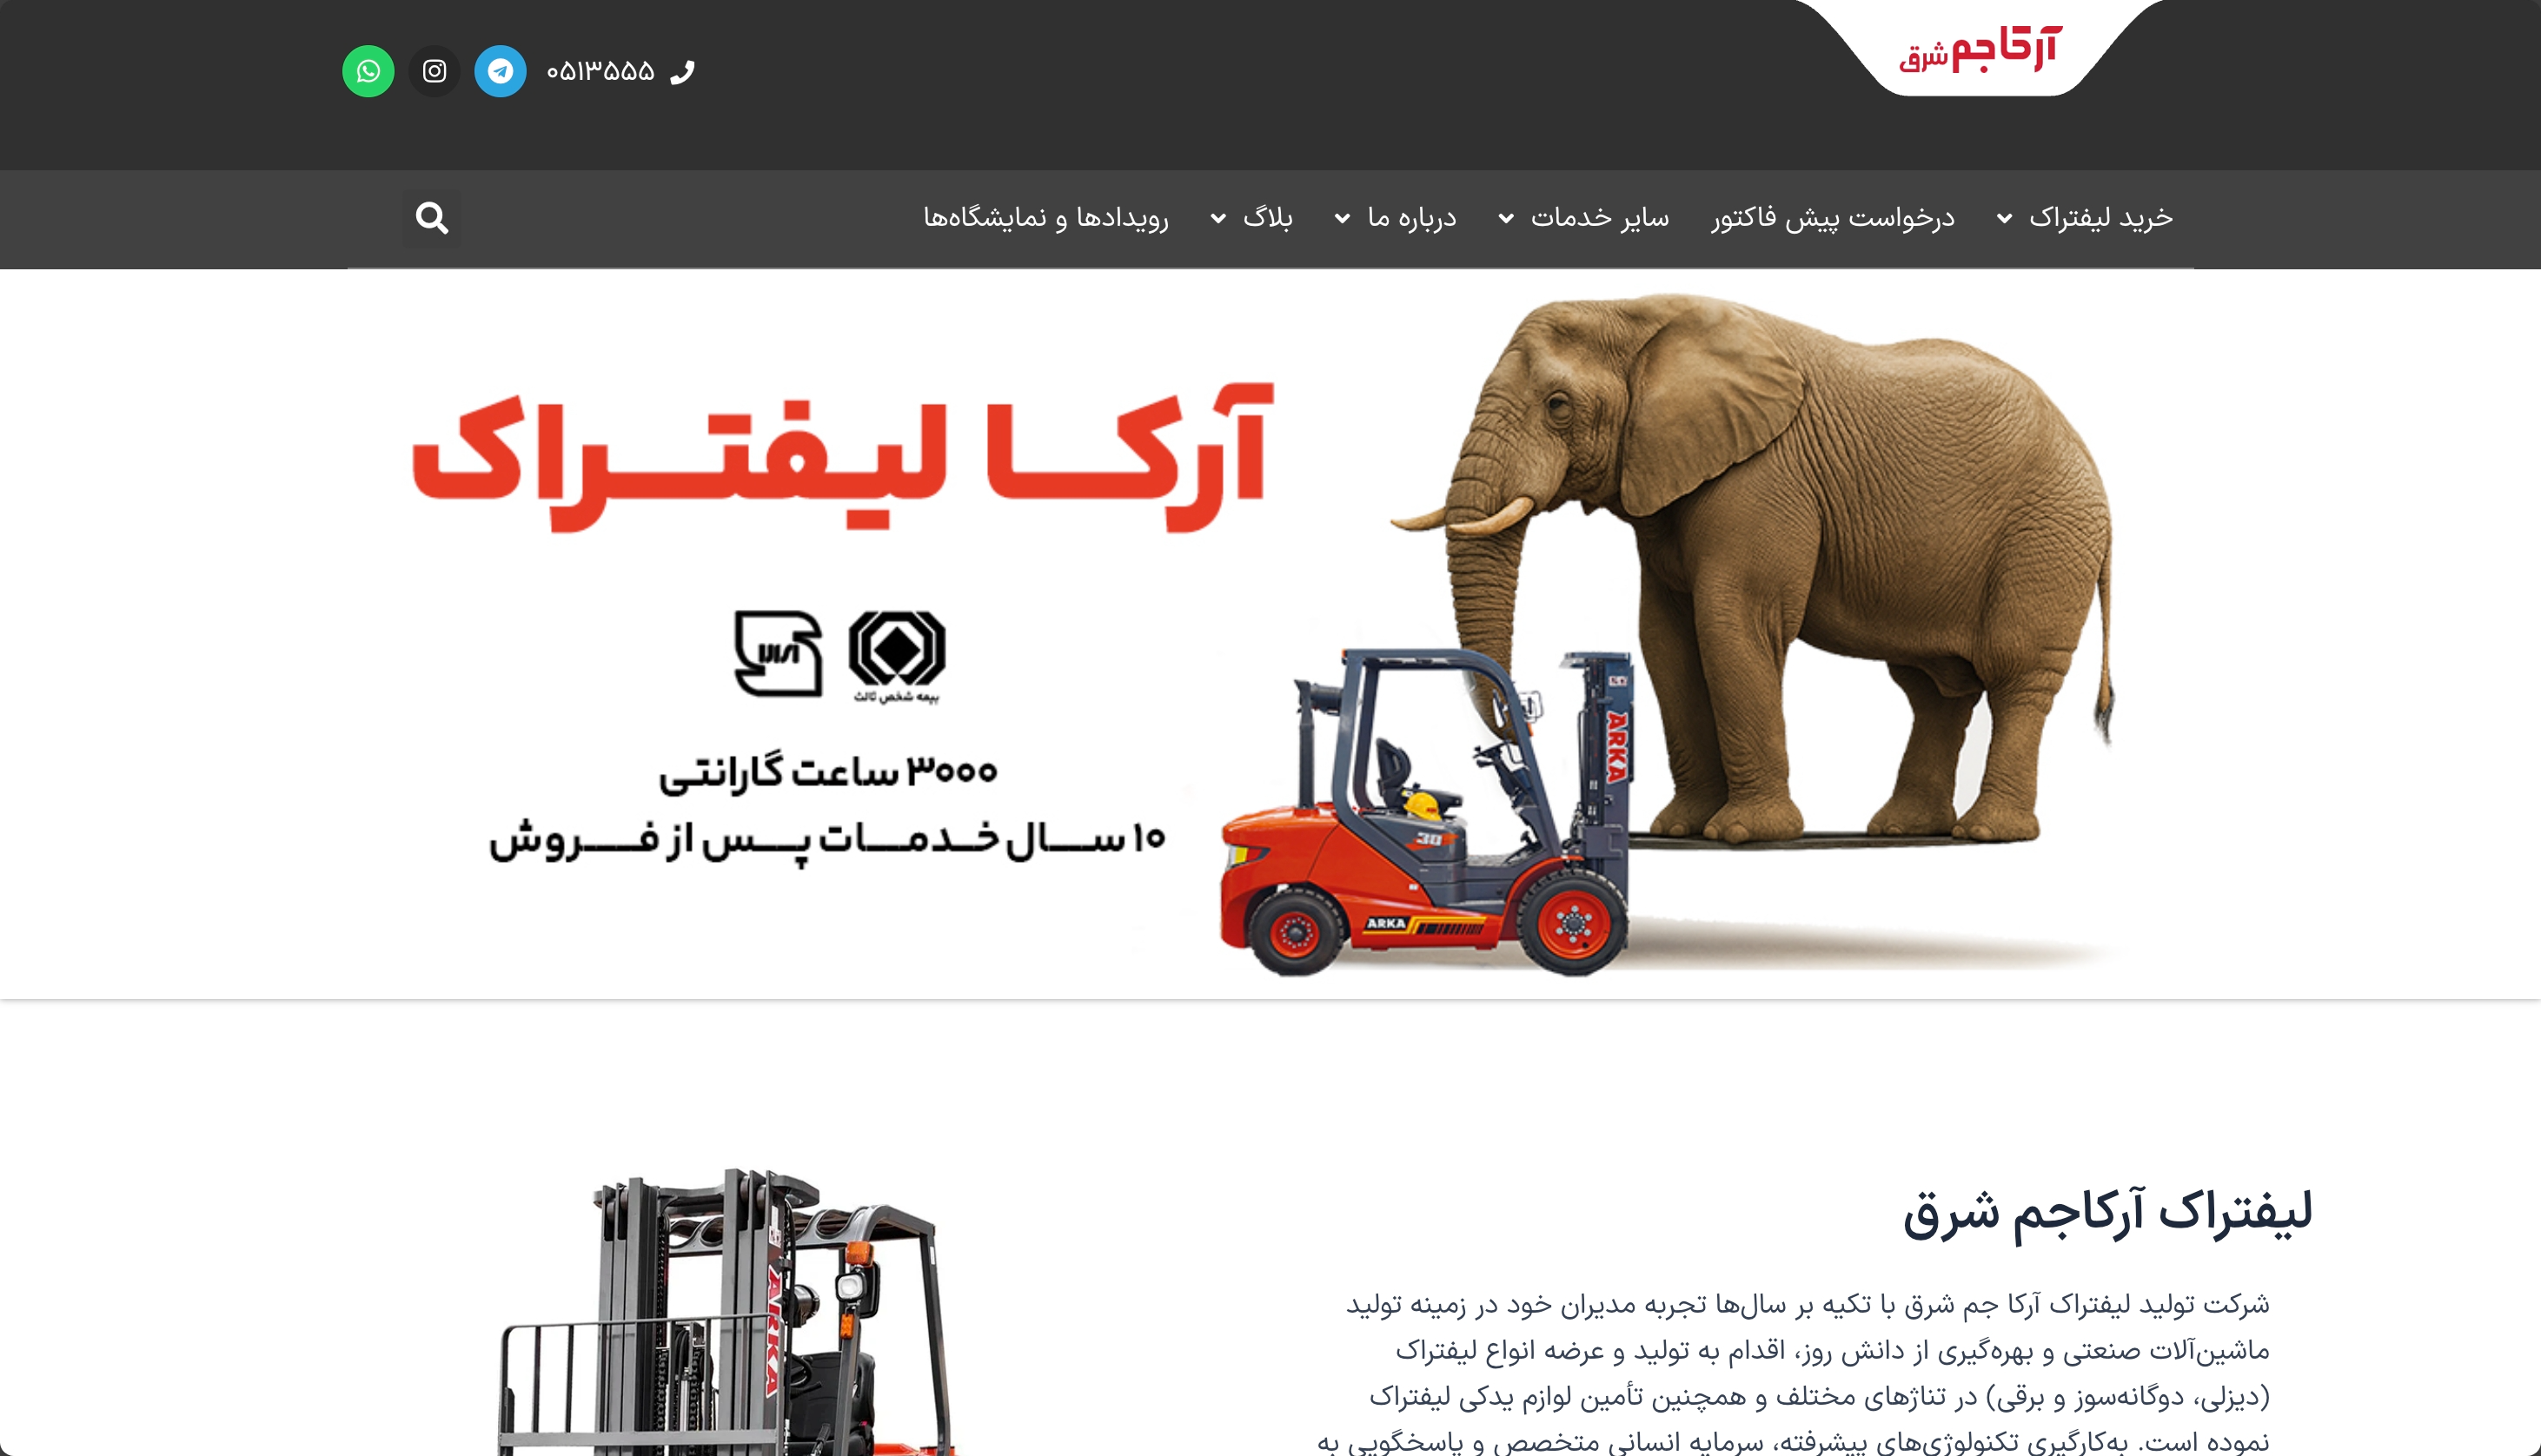 آرکاجم شرق
۰۵۱۳۵۵۵
خرید لیفتراک
درخواست پیش فاکتور
سایر خدمات
درباره ما
بلاگ
رویدادها و نمایشگاه‌ها
آرکا لیفتراک
بیمه شخص ثالث
۳۰۰۰ ساعت گارانتی
۱۰ سال خدمات پس از فروش
ARKA
30
ARKA
لیفتراک آرکاجم شرق
شرکت تولید لیفتراک آرکا جم شرق با تکیه بر سال‌ها تجربه مدیران خود در زمینه تولید
ماشین‌آلات صنعتی و بهره‌گیری از دانش روز، اقدام به تولید و عرضه انواع لیفتراک
(دیزلی، دوگانه‌سوز و برقی) در تناژهای مختلف و همچنین تأمین لوازم یدکی لیفتراک
نموده است. به‌کارگیری تکنولوژی‌های پیشرفته، سرمایه انسانی متخصص و پاسخگویی به
ARKA